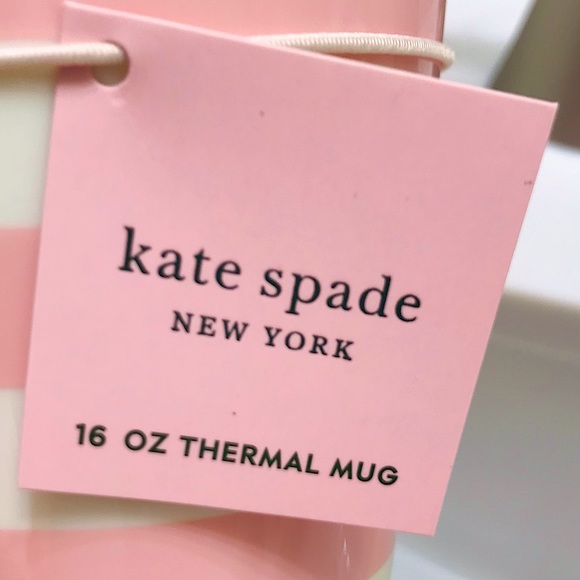 kate spade
NEW YORK
16 OZ THERMAL MUG